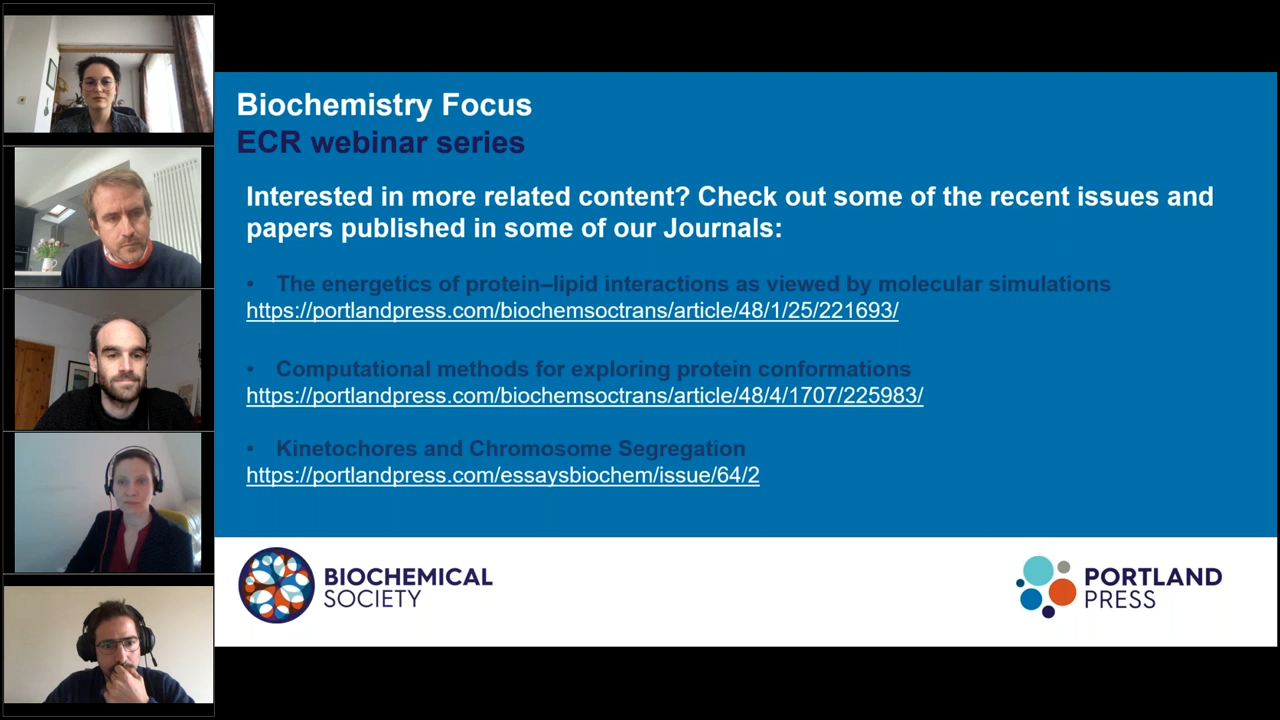 Biochemistry Focus
ECR webinar series
Interested in more related content? Check out some of the recent issues and
papers published in some of our Journals:
• The energetics of protein–lipid interactions as viewed by molecular simulations
https://portlandpress.com/biochemsoctrans/article/48/1/25/221693/
• Computational methods for exploring protein conformations
https://portlandpress.com/biochemsoctrans/article/48/4/1707/225983/
• Kinetochores and Chromosome Segregation
https://portlandpress.com/essaysbiochem/issue/64/2
BIOCHEMICAL
SOCIETY
PORTLAND
PRESS